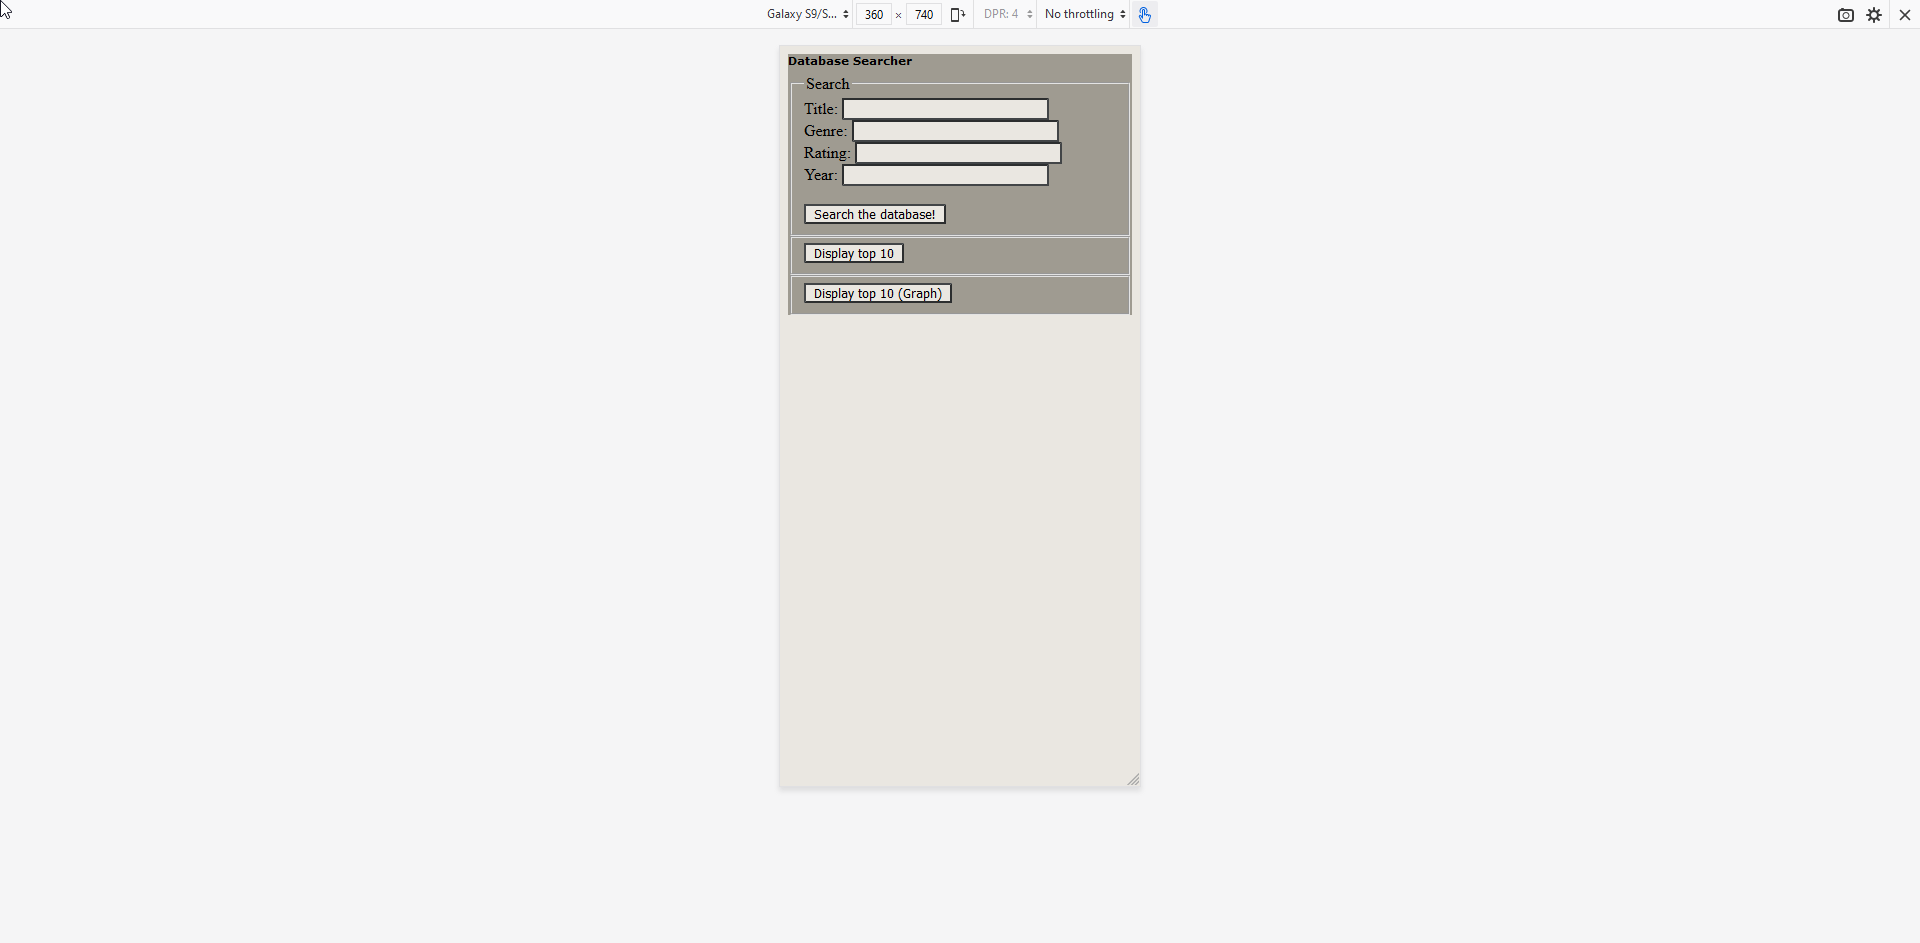 Galaxy S9/S... 360 × 740 DPR: 4 No throttling
Database Searcher
Search
Title:
Genre:
Rating:
Year:
Search the database!
Display top 10
Display top 10 (Graph)